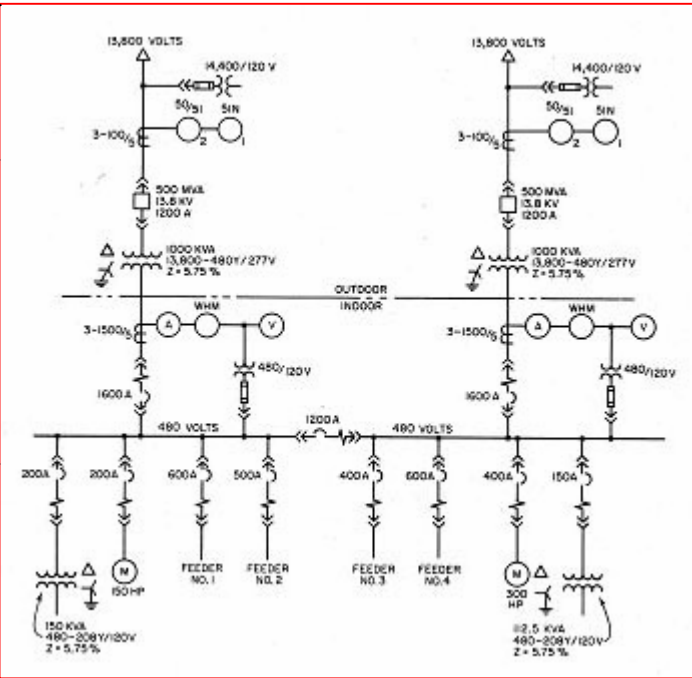 13,800 VOLTS
13,800 VOLTS
14,400/120 V
14,400/120 V
50/51
51N
50/51
51N
3-100/5
2
1
3-100/5
2
1
500 MVA
13.8 KV
1200 A
500 MVA
13.8 KV
1200 A
1000 KVA
13,800-480Y/277V
Z = 5.75 %
1000 KVA
13,800-480Y/277V
Z = 5.75 %
OUTDOOR
INDOOR
WHM
WHM
3-1500/5
A
V
3-1500/5
A
V
480/120V
480/120V
1600 A
1600A
1200 A
480 VOLTS
480 VOLTS
200A
200A
600A
500A
400A
600A
400A
150A
M
150 HP
FEEDER
NO. 1
FEEDER
NO. 2
FEEDER
NO. 3
FEEDER
NO. 4
M
300
HP
150 KVA
480-208Y/120V
Z = 5.75 %
112.5 KVA
480-208Y/120V
Z = 5.75 %